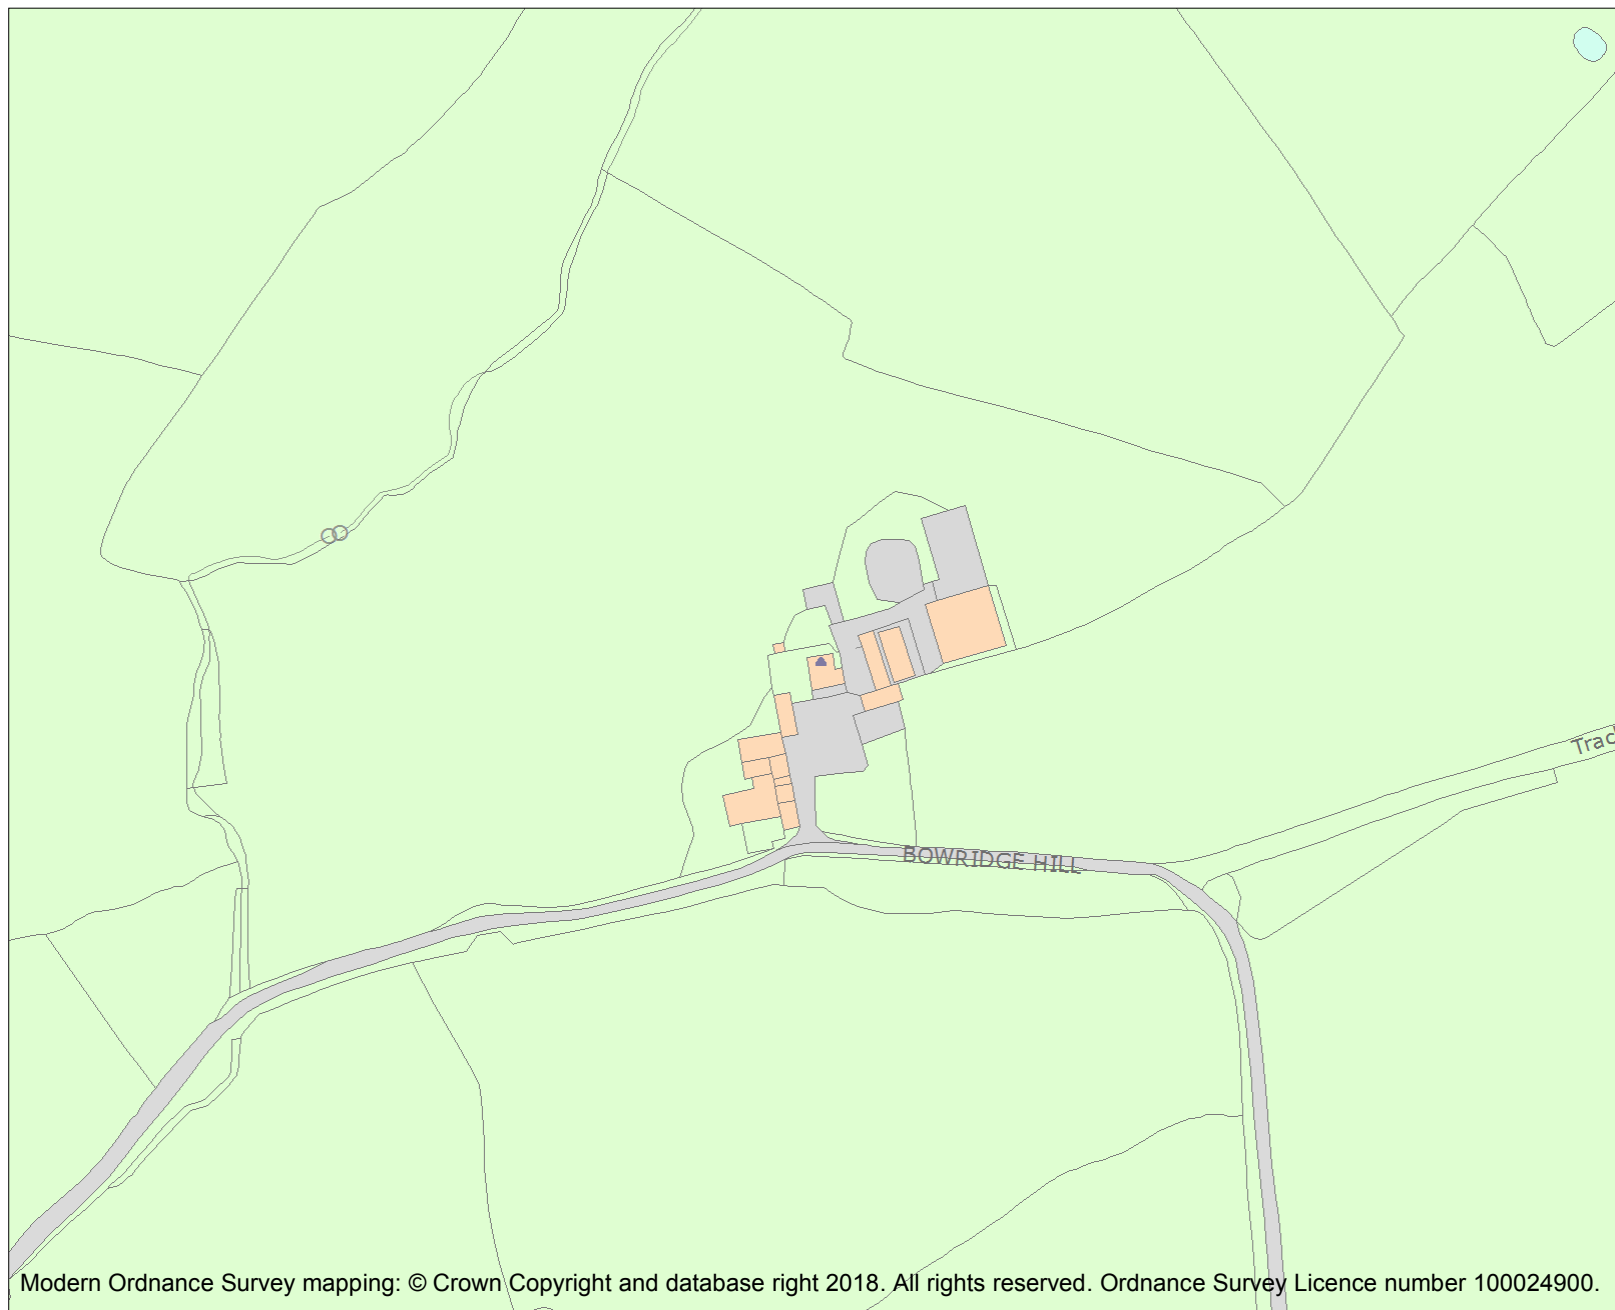 Trac
BOWRIDGE HILL
Modern Ordnance Survey mapping: © Crown Copyright and database right 2018. All rights reserved. Ordnance Survey Licence number 100024900.